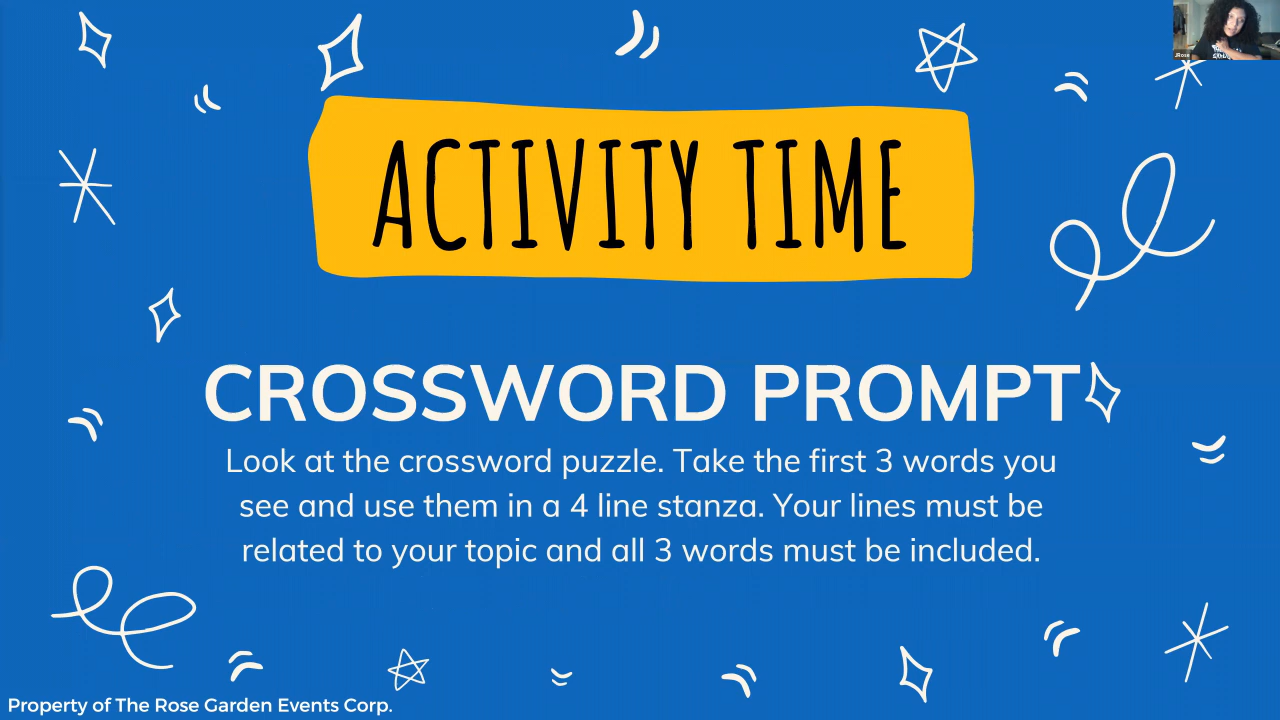 JRose
ACTIVITY TIME
CROSSWORD PROMPT
Look at the crossword puzzle. Take the first 3 words you
see and use them in a 4 line stanza. Your lines must be
related to your topic and all 3 words must be included.
Property of The Rose Garden Events Corp.